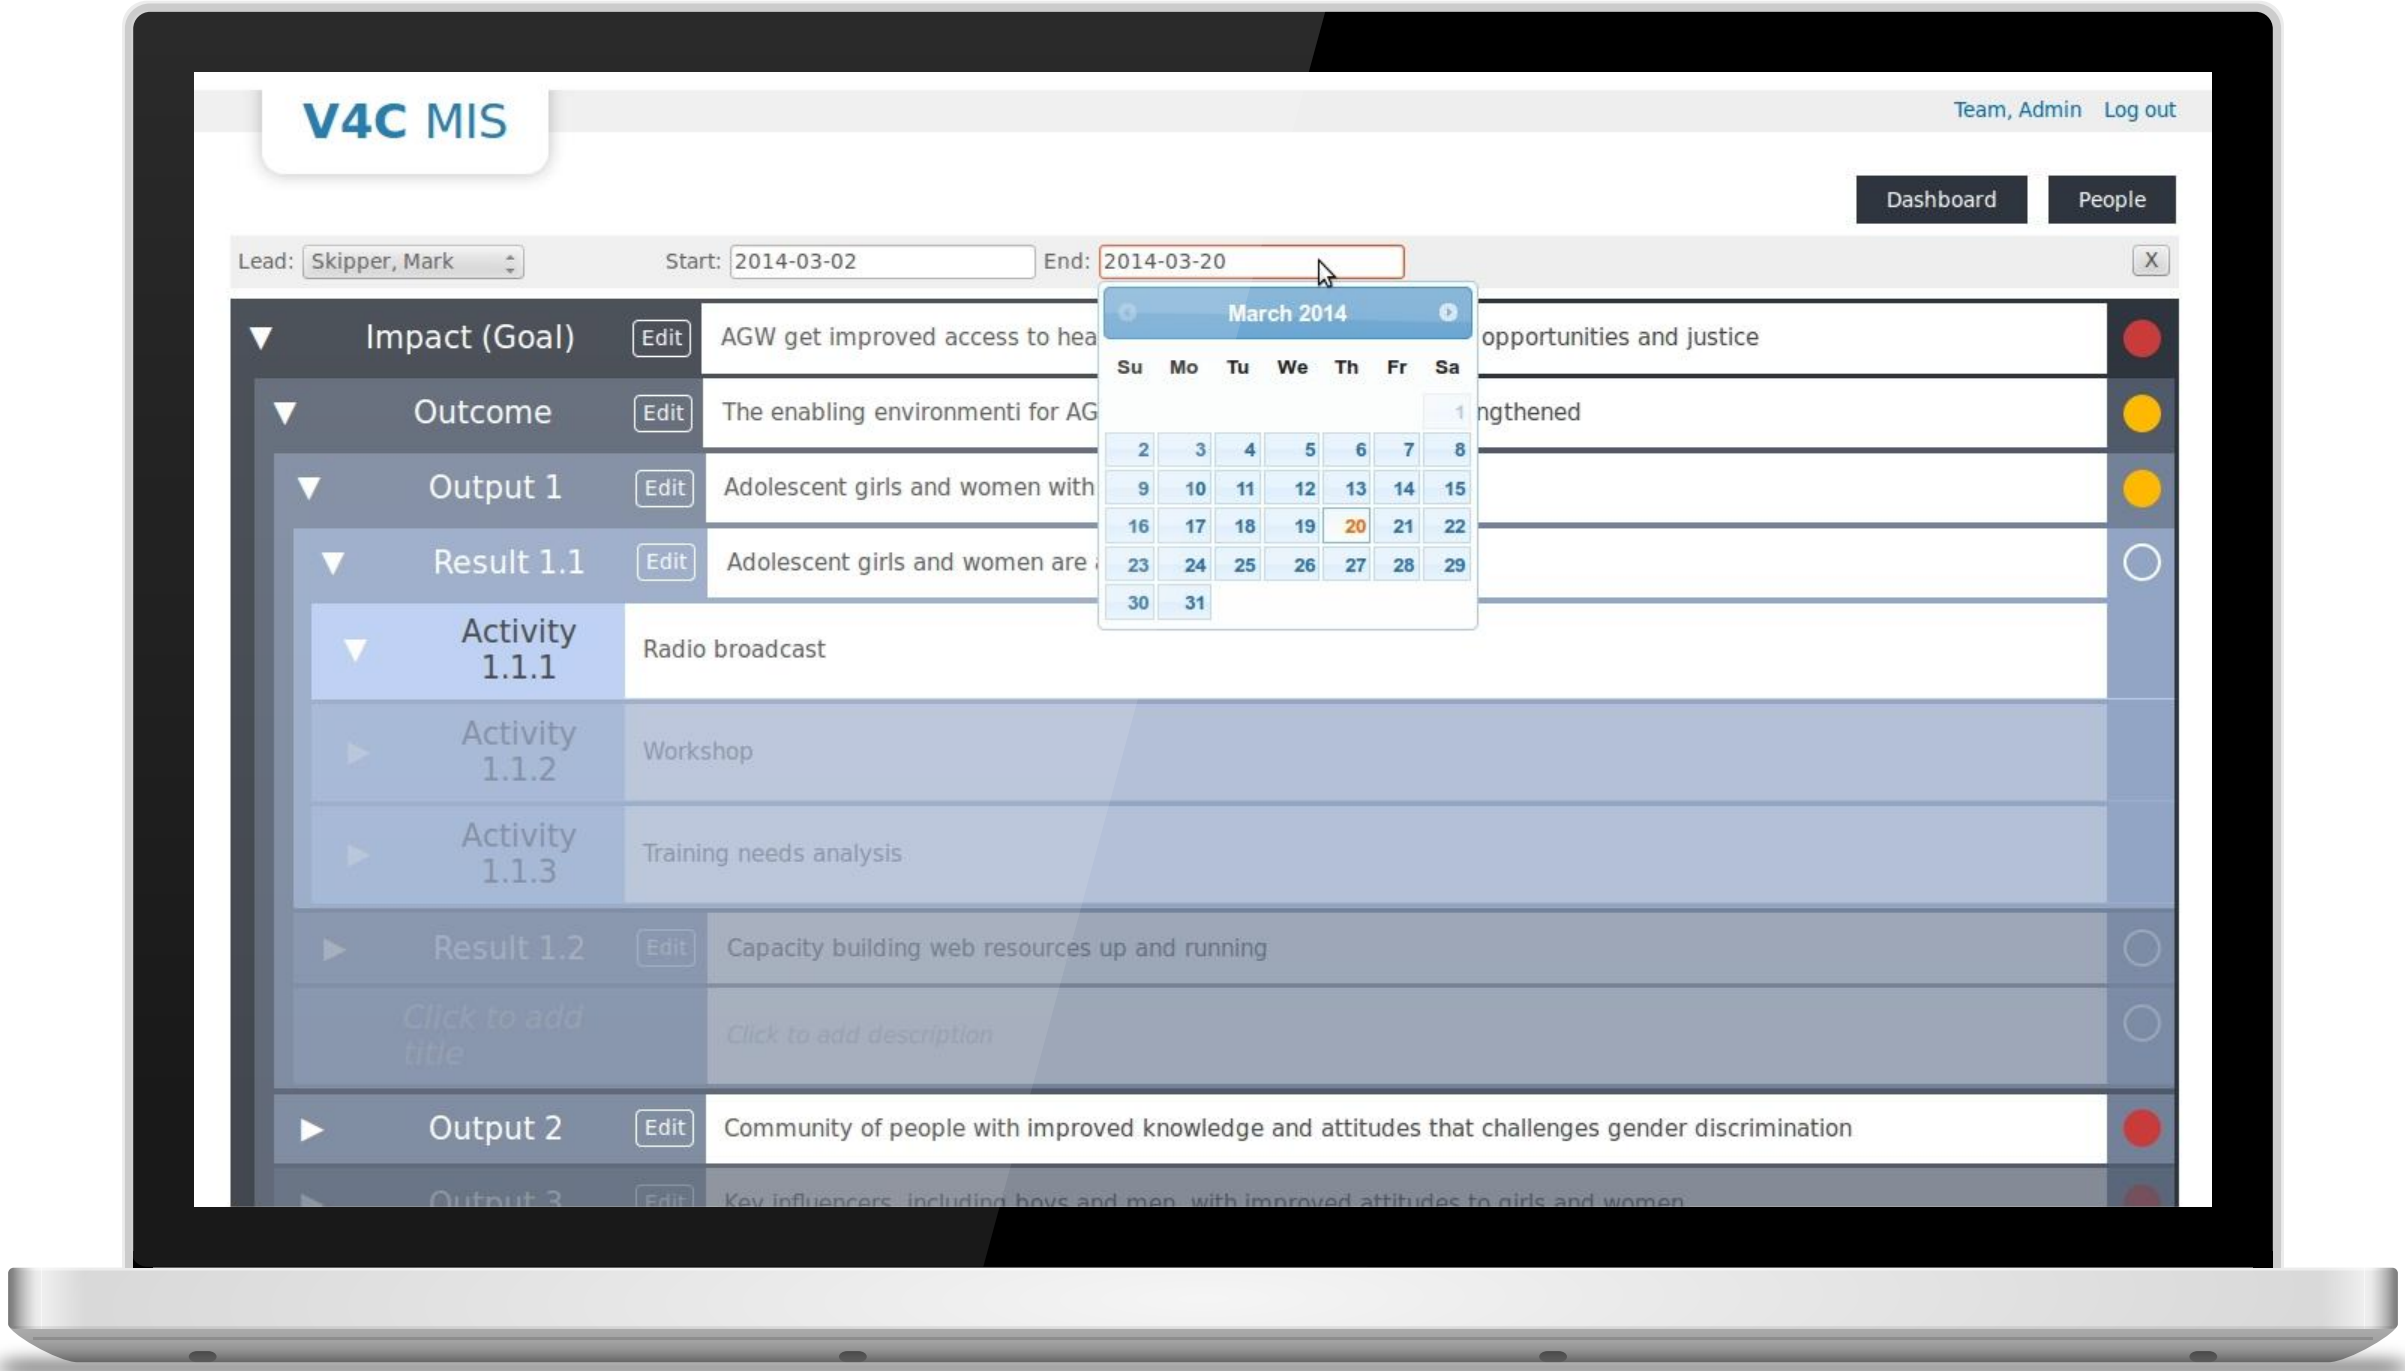 V4C MIS
Team, Admin Log out
Dashboard People
Lead: Skipper, Mark Start: 2014-03-02 End: 2014-03-20 X
March 2014
Su Mo Tu We Th Fr Sa
1
2 3 4 5 6 7 8
9 10 11 12 13 14 15
16 17 18 19 20 21 22
23 24 25 26 27 28 29
30 31
Impact (Goal) Edit AGW get improved access to hea opportunities and justice
Outcome Edit The enabling environmenti for AG ngthened
Output 1 Edit Adolescent girls and women with
Result 1.1 Edit Adolescent girls and women are
Activity
1.1.1
Radio broadcast
Activity
1.1.2
Workshop
Activity
1.1.3
Training needs analysis
Result 1.2 Edit Capacity building web resources up and running
Click to add
title
Click to add description
Output 2 Edit Community of people with improved knowledge and attitudes that challenges gender discrimination
Output 3 Edit Key influencers, including boys and men, with improved attitudes to girls and women